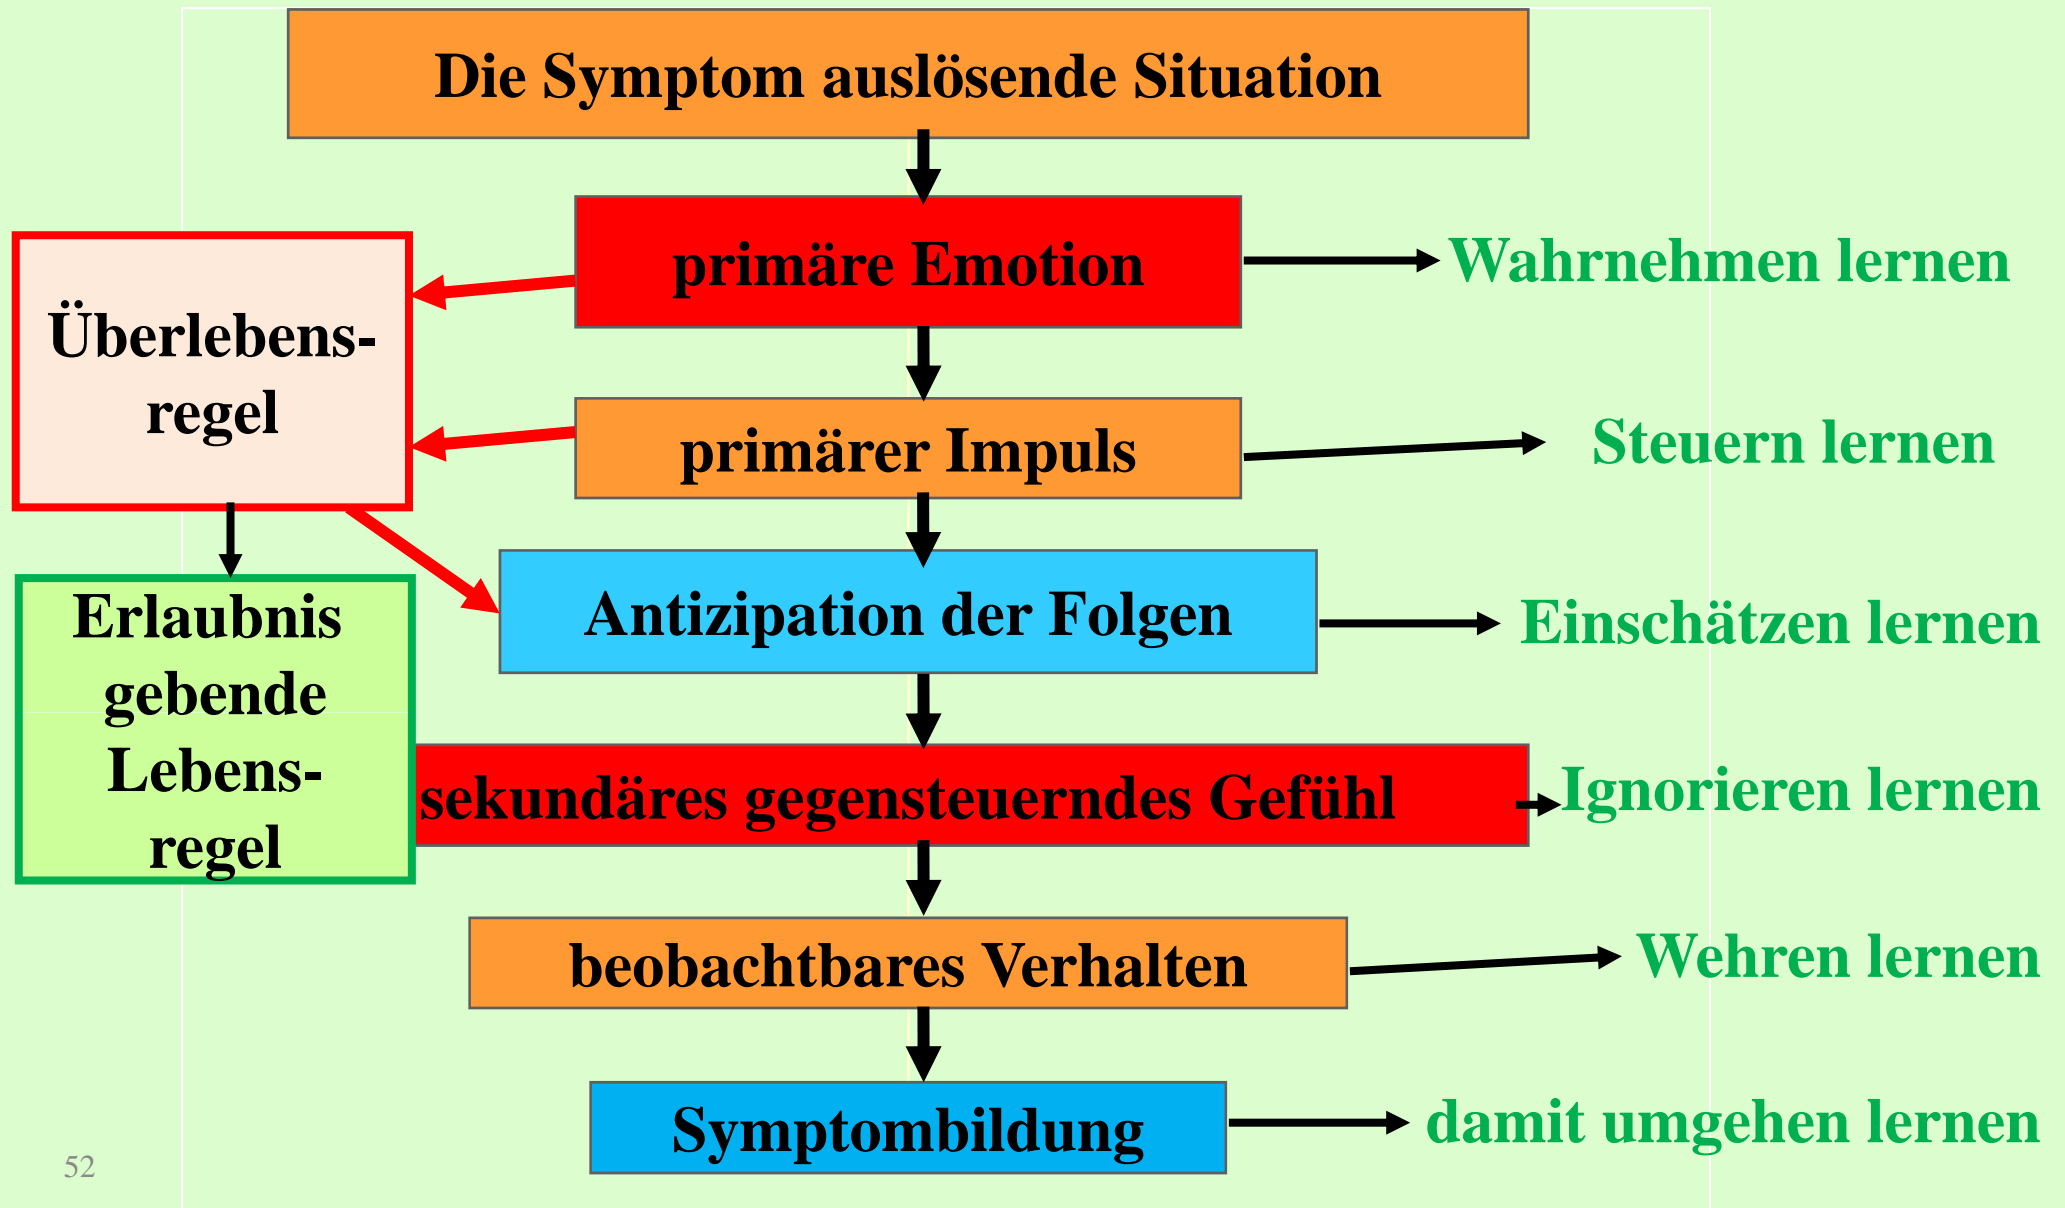 Die Symptom auslösende Situation
primäre Emotion
Wahrnehmen lernen
Überlebens-
regel
primärer Impuls
Steuern lernen
Antizipation der Folgen
Einschätzen lernen
Erlaubnis
gebende
Lebens-
regel
sekundäres gegensteuerndes Gefühl
Ignorieren lernen
beobachtbares Verhalten
Wehren lernen
Symptombildung
damit umgehen lernen
52